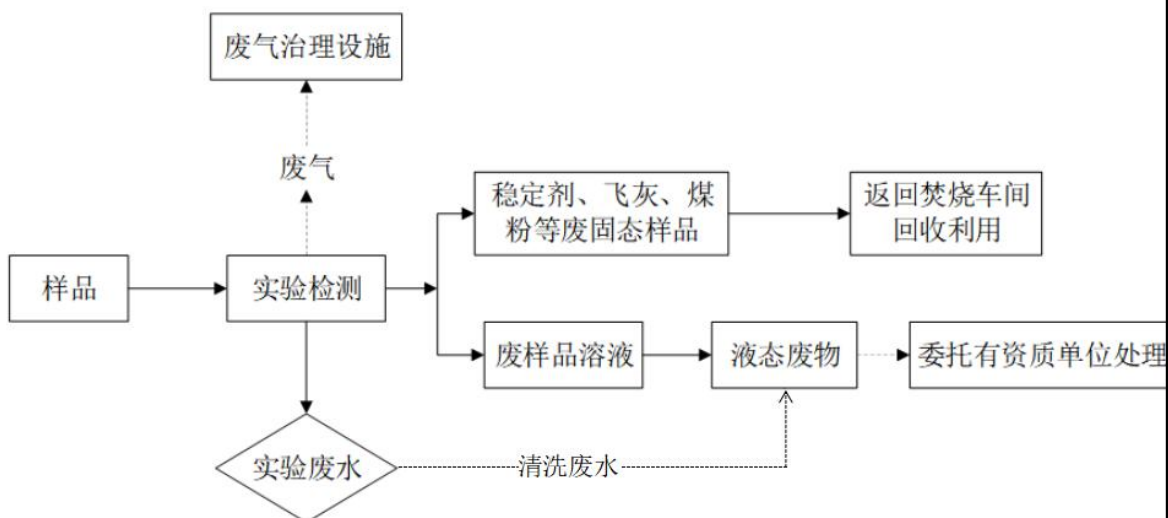 废气治理设施
废气
稳定剂、飞灰、煤
粉等废固态样品
返回焚烧车间
回收利用
样品
实验检测
废样品溶液
液态废物
委托有资质单位处理
实验废水
清洗废水